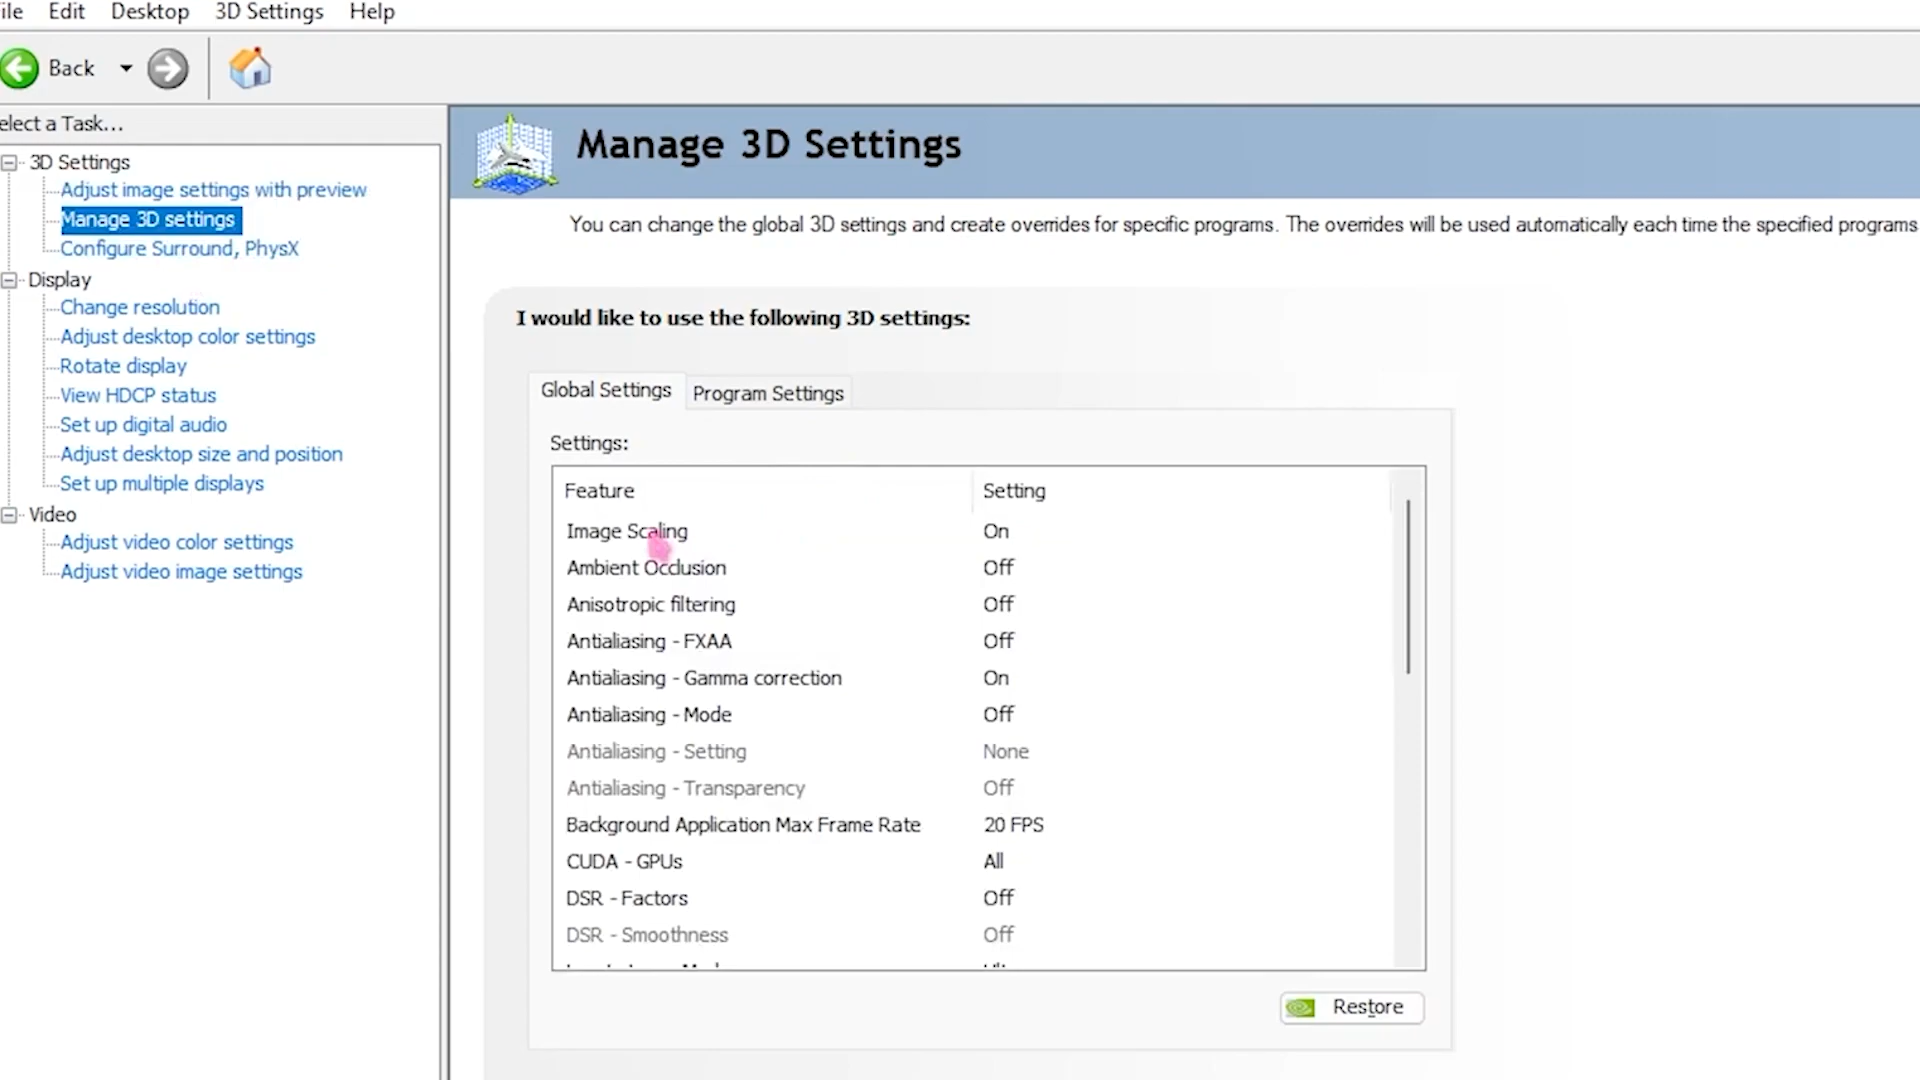 ile Edit Desktop 3D Settings Help
Back
elect a Task...
3D Settings
Adjust image settings with preview
Manage 3D settings
Configure Surround, PhysX
Display
Change resolution
Adjust desktop color settings
Rotate display
View HDCP status
Set up digital audio
Adjust desktop size and position
Set up multiple displays
Video
Adjust video color settings
Adjust video image settings
Manage 3D Settings
You can change the global 3D settings and create overrides for specific programs. The overrides will be used automatically each time the specified programs
I would like to use the following 3D settings:
Global Settings Program Settings
Settings:
Feature Setting
Image Scaling On
Ambient Occlusion Off
Anisotropic filtering Off
Antialiasing - FXAA Off
Antialiasing - Gamma correction On
Antialiasing - Mode Off
Antialiasing - Setting None
Antialiasing - Transparency Off
Background Application Max Frame Rate 20 FPS
CUDA - GPUs All
DSR - Factors Off
DSR - Smoothness Off
Restore